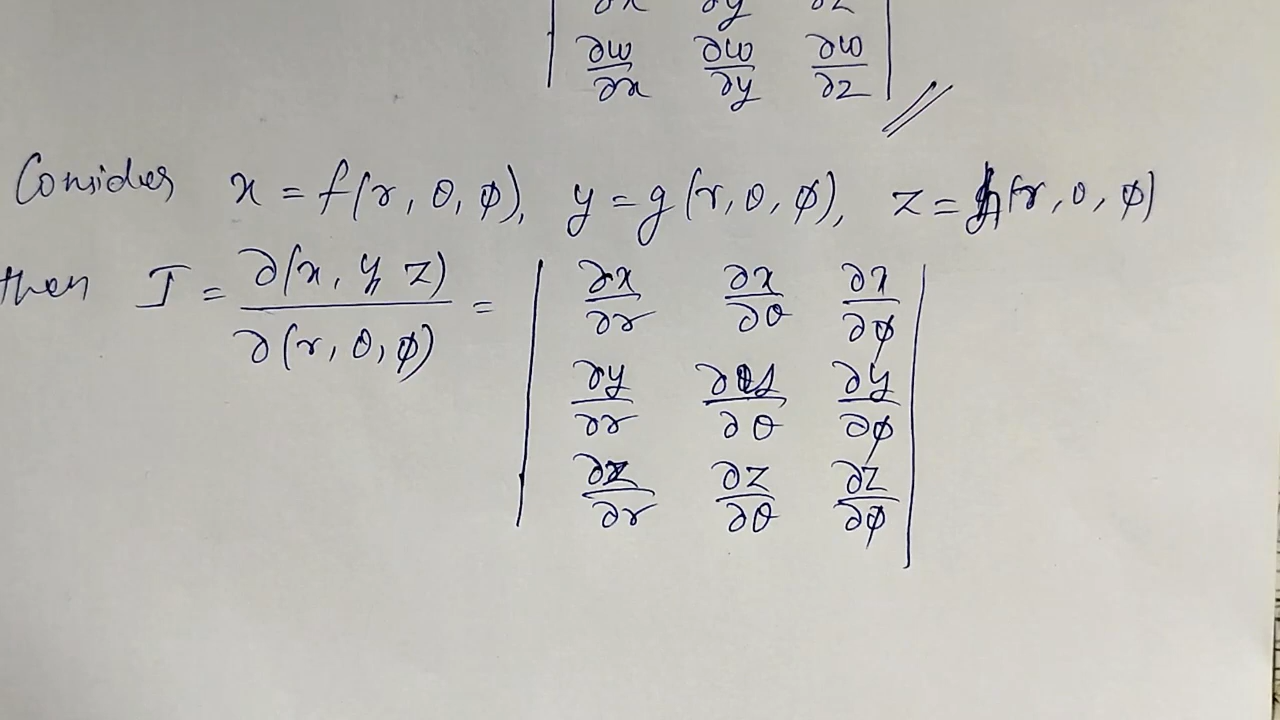 ∂x ∂y ∂z
| ∂w/∂x ∂w/∂y ∂w/∂z |
Consider x = f(r, θ, φ), y = g(r, θ, φ), z = h(r, θ, φ)
then J = ∂(x, y, z)/∂(r, θ, φ) = | ∂x/∂r ∂x/∂θ ∂x/∂φ |
| ∂y/∂r ∂y/∂θ ∂y/∂φ |
| ∂z/∂r ∂z/∂θ ∂z/∂φ |